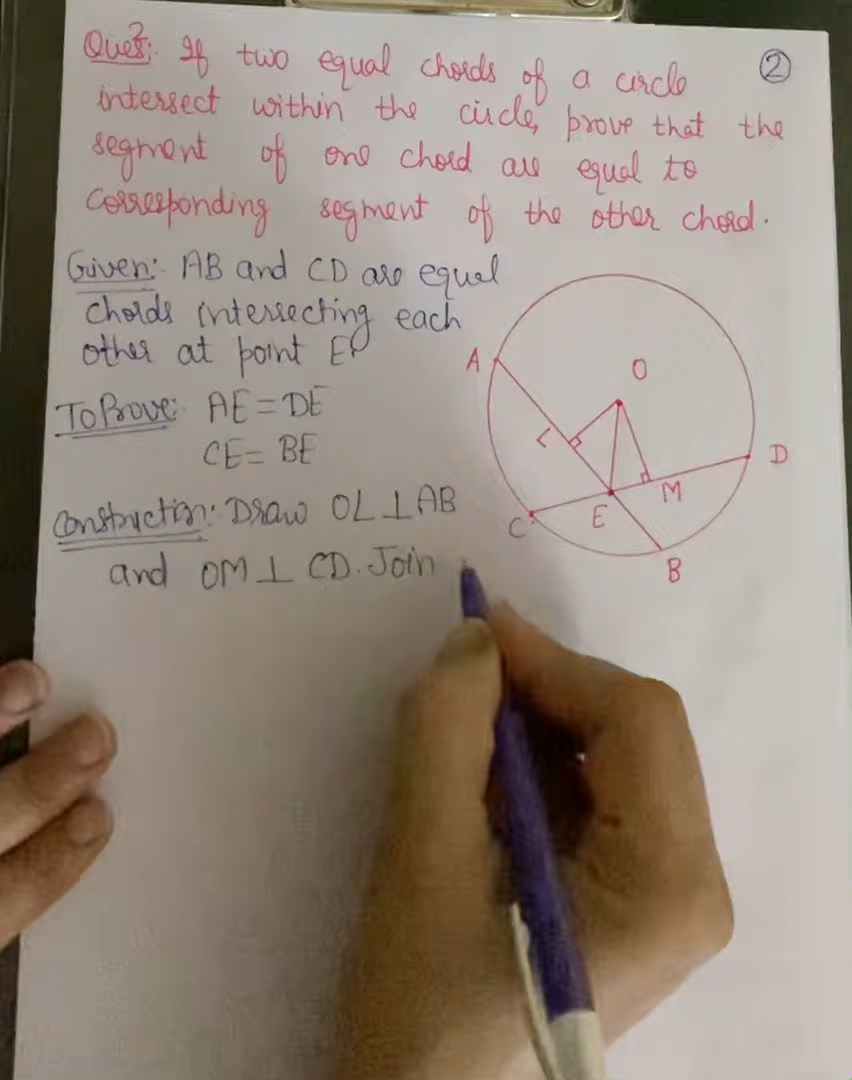 Ques: If two equal chords of a circle
intersect within the circle, prove that the
segment of one chord are equal to
corresponding segment of the other chord.
2
Given: AB and CD are equal
chords intersecting each
other at point E.
To Prove: AE = DE
CE = BE
Construction: Draw OL ⊥ AB
and OM ⊥ CD. Join
A
O
L
D
M
C
E
B